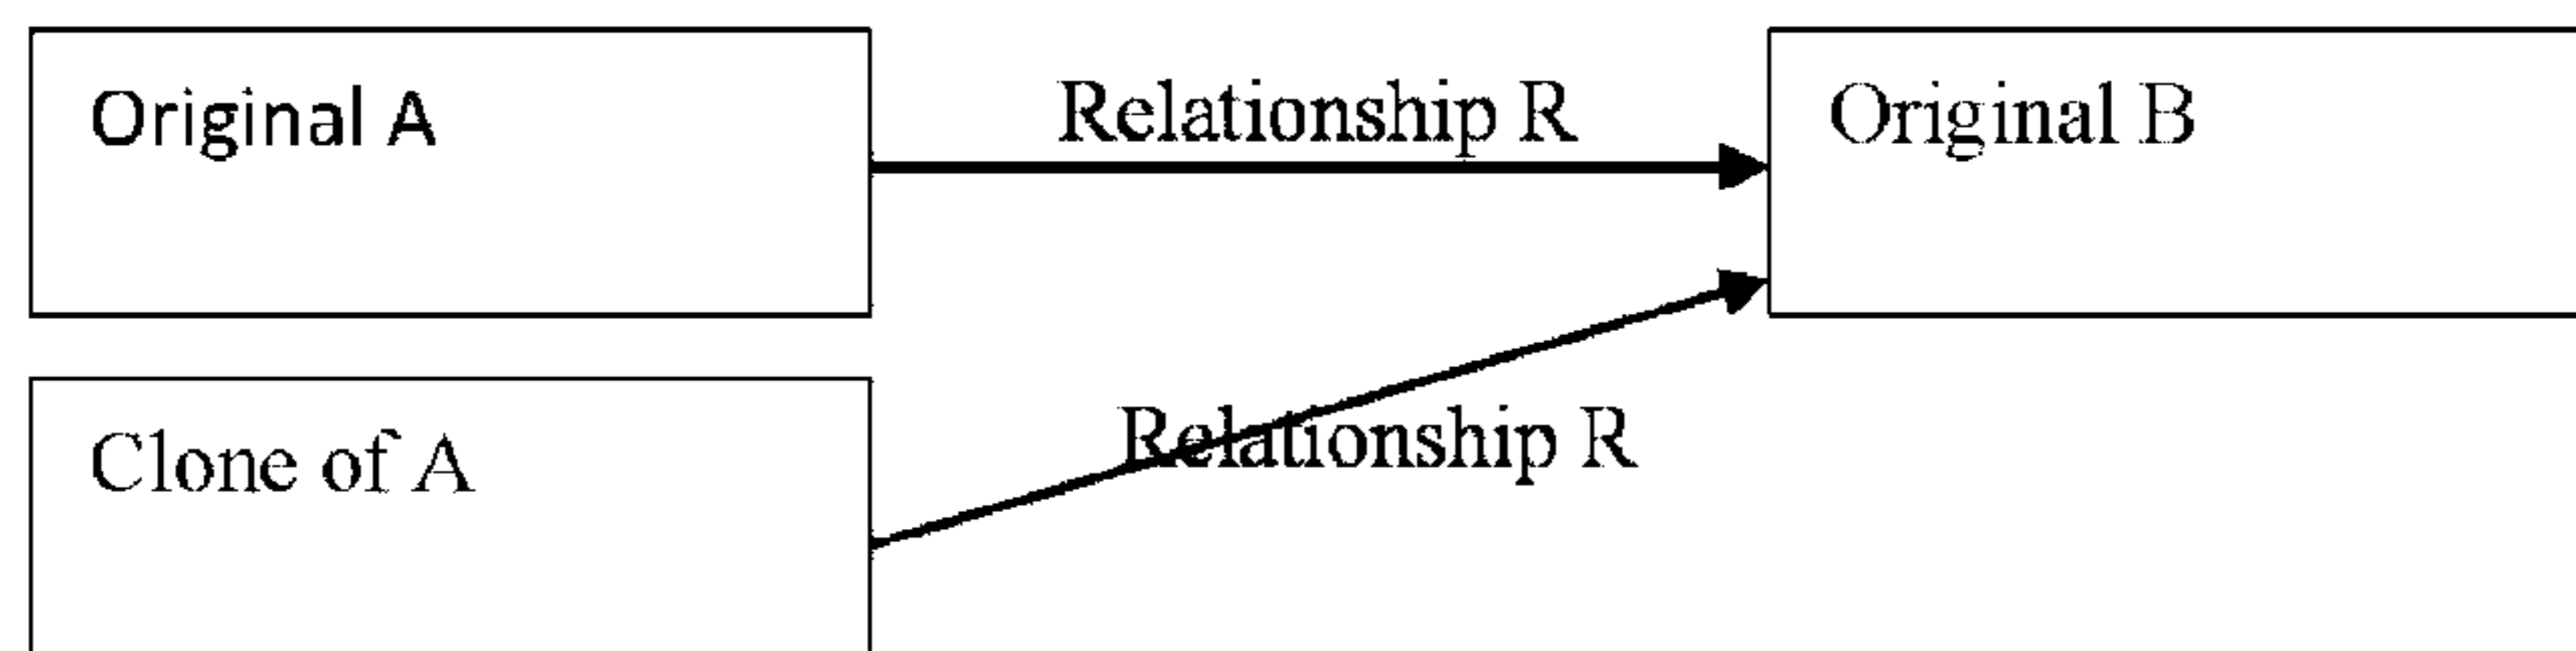 Original A
Relationship R
Original B
Clone of A
Relationship R